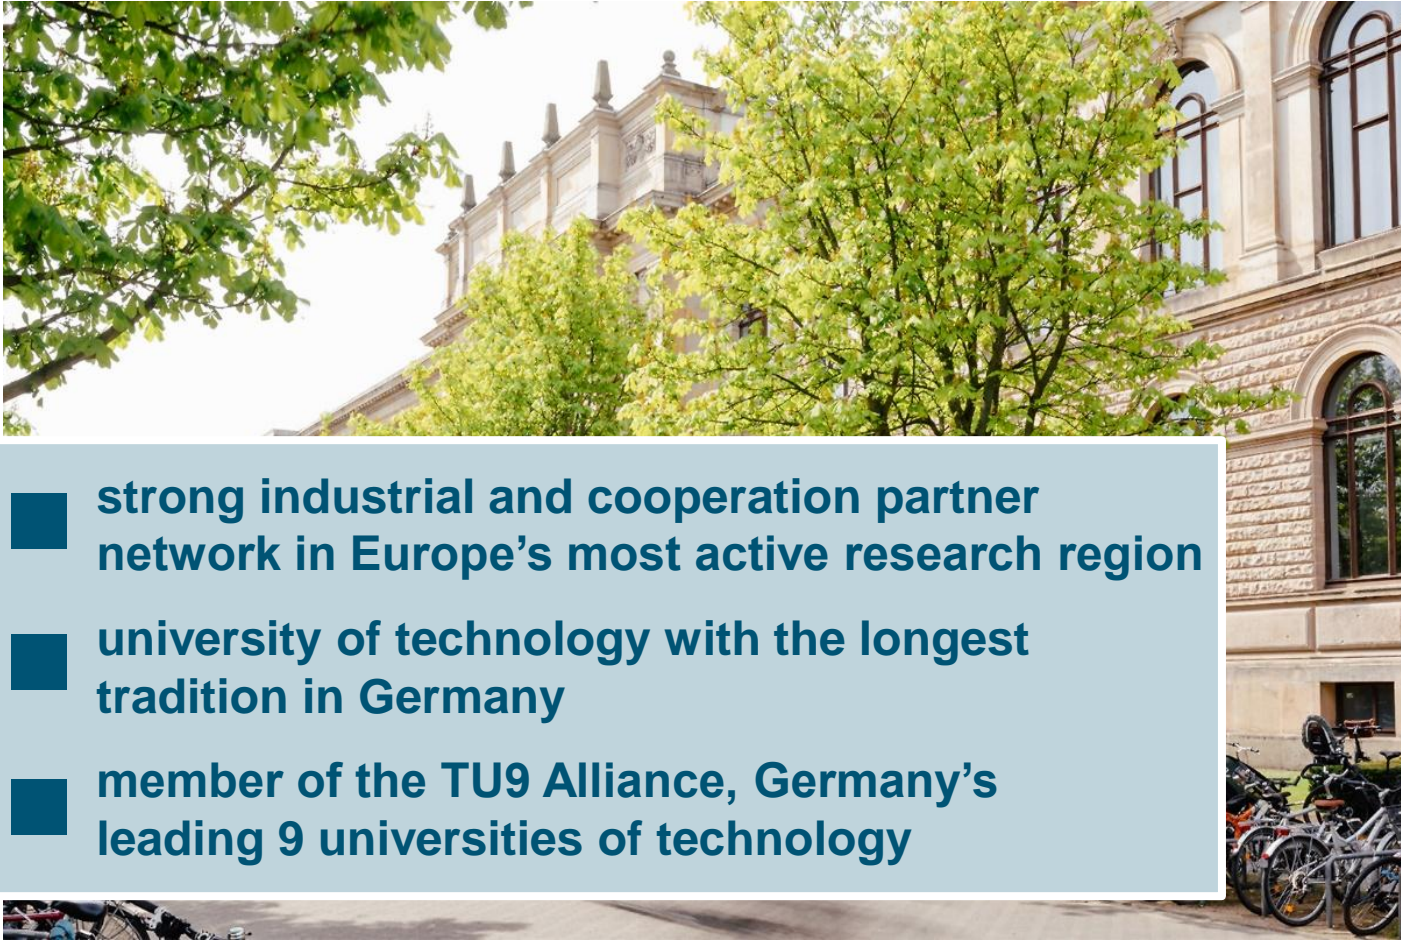 strong industrial and cooperation partner
network in Europe’s most active research region
university of technology with the longest
tradition in Germany
member of the TU9 Alliance, Germany’s
leading 9 universities of technology